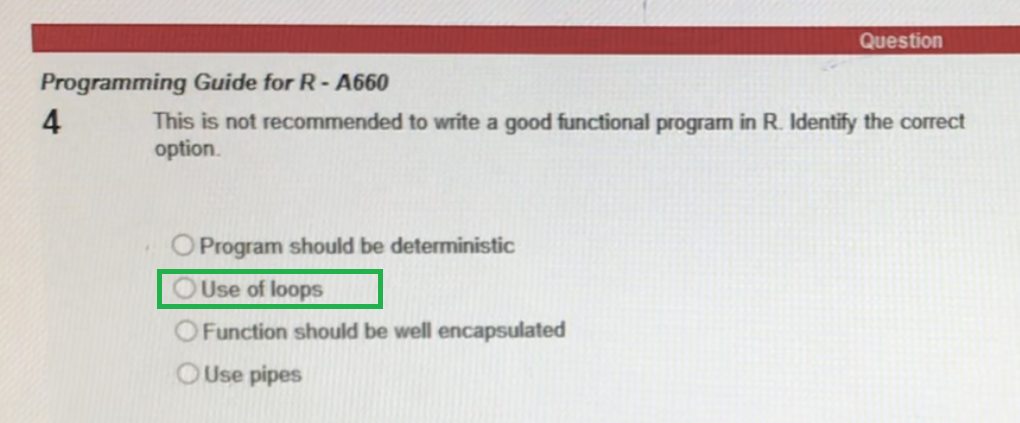 Question
Programming Guide for R - A660
4 This is not recommended to write a good functional program in R. Identify the correct
option.
Program should be deterministic
Use of loops
Function should be well encapsulated
Use pipes